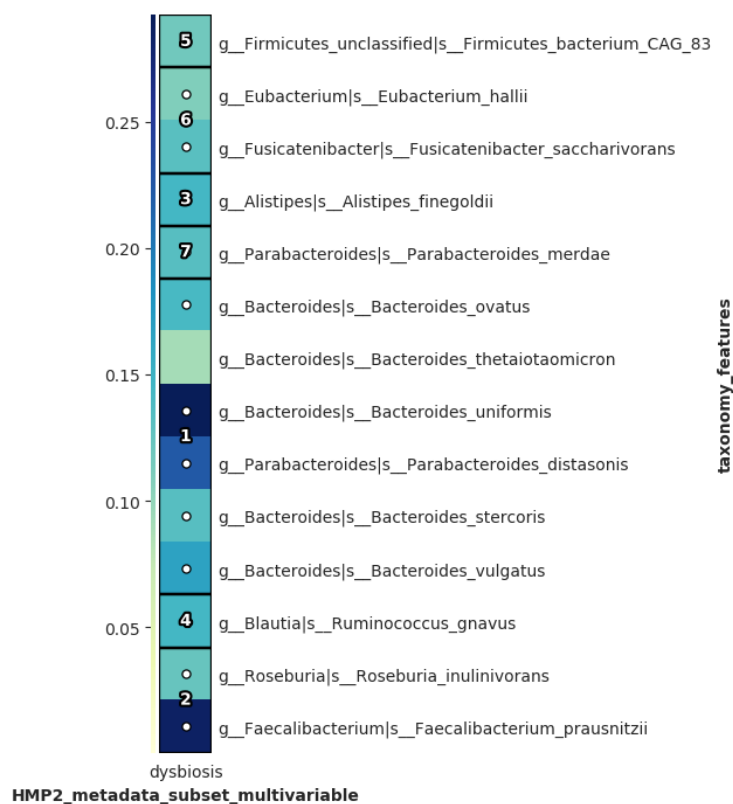 5 g__Firmicutes_unclassified|s__Firmicutes_bacterium_CAG_83
g__Eubacterium|s__Eubacterium_hallii
0.25 6
g__Fusicatenibacter|s__Fusicatenibacter_saccharivorans
3 g__Alistipes|s__Alistipes_finegoldii
0.20 7 g__Parabacteroides|s__Parabacteroides_merdae
g__Bacteroides|s__Bacteroides_ovatus
0.15 g__Bacteroides|s__Bacteroides_thetaiotaomicron
g__Bacteroides|s__Bacteroides_uniformis
1
g__Parabacteroides|s__Parabacteroides_distasonis
0.10 g__Bacteroides|s__Bacteroides_stercoris
g__Bacteroides|s__Bacteroides_vulgatus
0.05 4 g__Blautia|s__Ruminococcus_gnavus
g__Roseburia|s__Roseburia_inulinivorans
2
g__Faecalibacterium|s__Faecalibacterium_prausnitzii
taxonomy_features
dysbiosis
HMP2_metadata_subset_multivariable